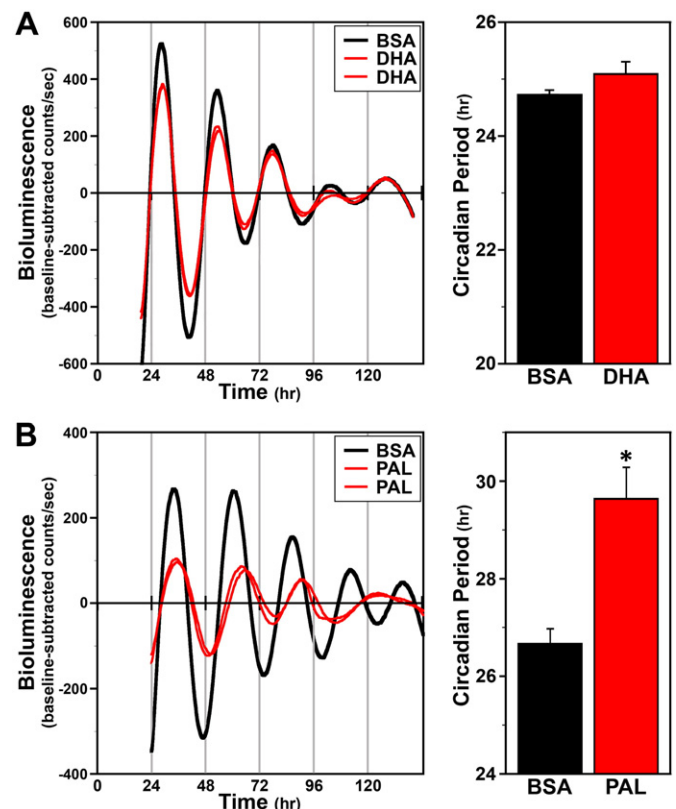 A
Bioluminescence
(baseline-subtracted counts/sec)
600
400
200
0
-200
-400
-600
BSA
DHA
DHA
0 24 48 72 96 120
Time (hr)
Circadian Period (hr)
26
24
22
20
BSA DHA
B
Bioluminescence
(baseline-subtracted counts/sec)
400
200
0
-200
-400
BSA
PAL
PAL
0 24 48 72 96 120
Time (hr)
Circadian Period (hr)
30
28
26
24
*
BSA PAL